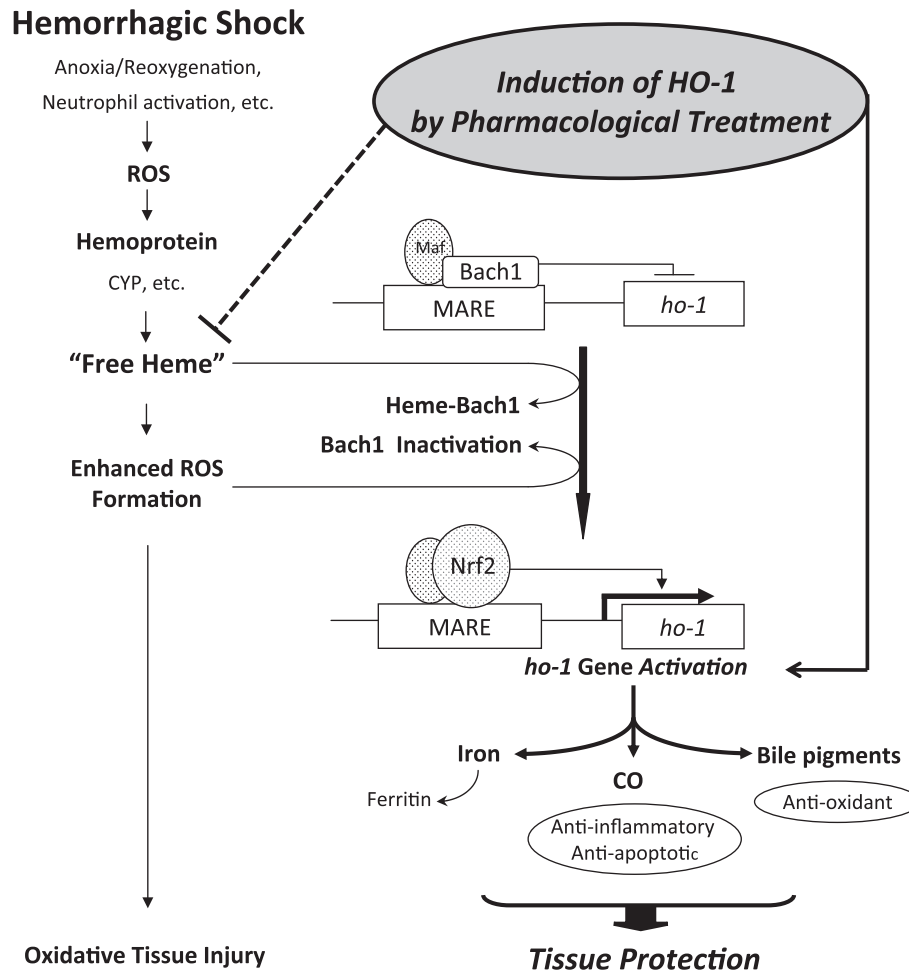 Hemorrhagic Shock
Anoxia/Reoxygenation,
Neutrophil activation, etc.
ROS
Hemoprotein
CYP, etc.
“Free Heme”
Enhanced ROS
Formation
Oxidative Tissue Injury
Induction of HO-1
by Pharmacological Treatment
Maf
Bach1
MARE
ho-1
Heme-Bach1
Bach1 Inactivation
Nrf2
MARE
ho-1
ho-1 Gene Activation
Iron
Ferritin
CO
Anti-inflammatory
Anti-apoptotic
Bile pigments
Anti-oxidant
Tissue Protection